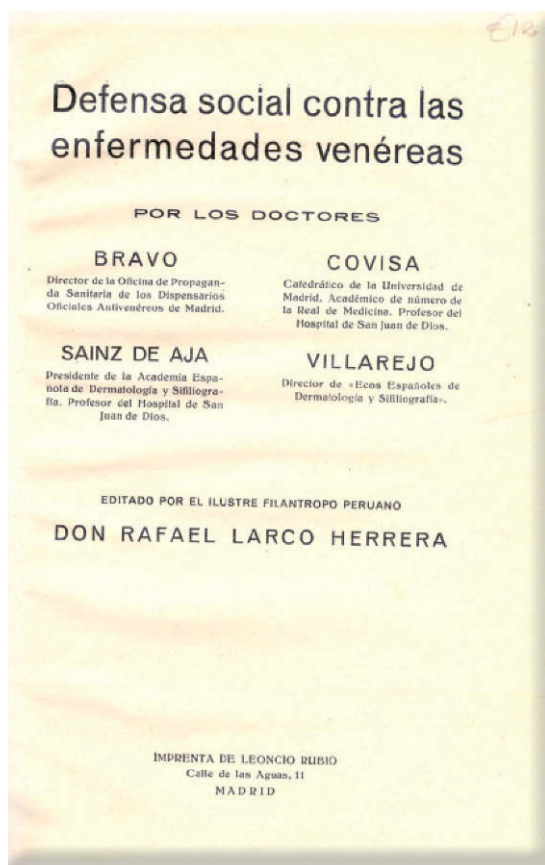 €12
Defensa social contra las
enfermedades venéreas
POR LOS DOCTORES
BRAVO
Director de la Oficina de Propagan-
da Sanitaria de los Dispensarios
Oficiales Antivenéreos de Madrid.
COVISA
Catedrático de la Universidad de
Madrid. Académico de número de
la Real de Medicina. Profesor del
Hospital de San Juan de Dios.
SAINZ DE AJA
Presidente de la Academia Espa-
ñola de Dermatología y Sifiliogra-
fía. Profesor del Hospital de San
Juan de Dios.
VILLAREJO
Director de «Ecos Españoles de
Dermatología y Sifiliografía».
EDITADO POR EL ILUSTRE FILANTROPO PERUANO
DON RAFAEL LARCO HERRERA
IMPRENTA DE LEONCIO RUBIO
Calle de las Aguas, 11
MADRID